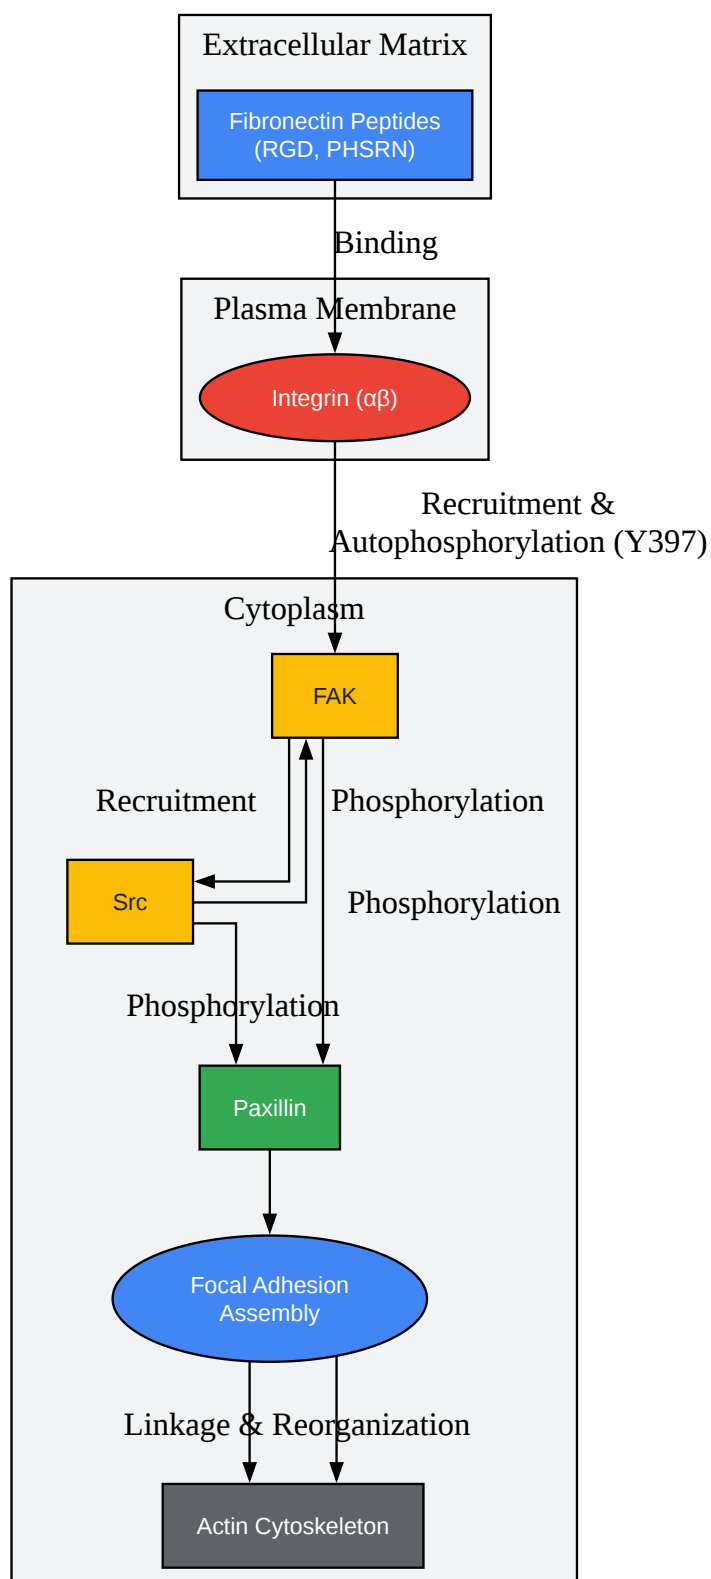 Extracellular Matrix
Fibronectin Peptides
(RGD, PHSRN)
Binding
Plasma Membrane
Integrin (αβ)
Recruitment &
Autophosphorylation (Y397)
Cytoplasm
FAK
Recruitment
Phosphorylation
Src
Phosphorylation
Phosphorylation
Paxillin
Focal Adhesion
Assembly
Linkage & Reorganization
Actin Cytoskeleton